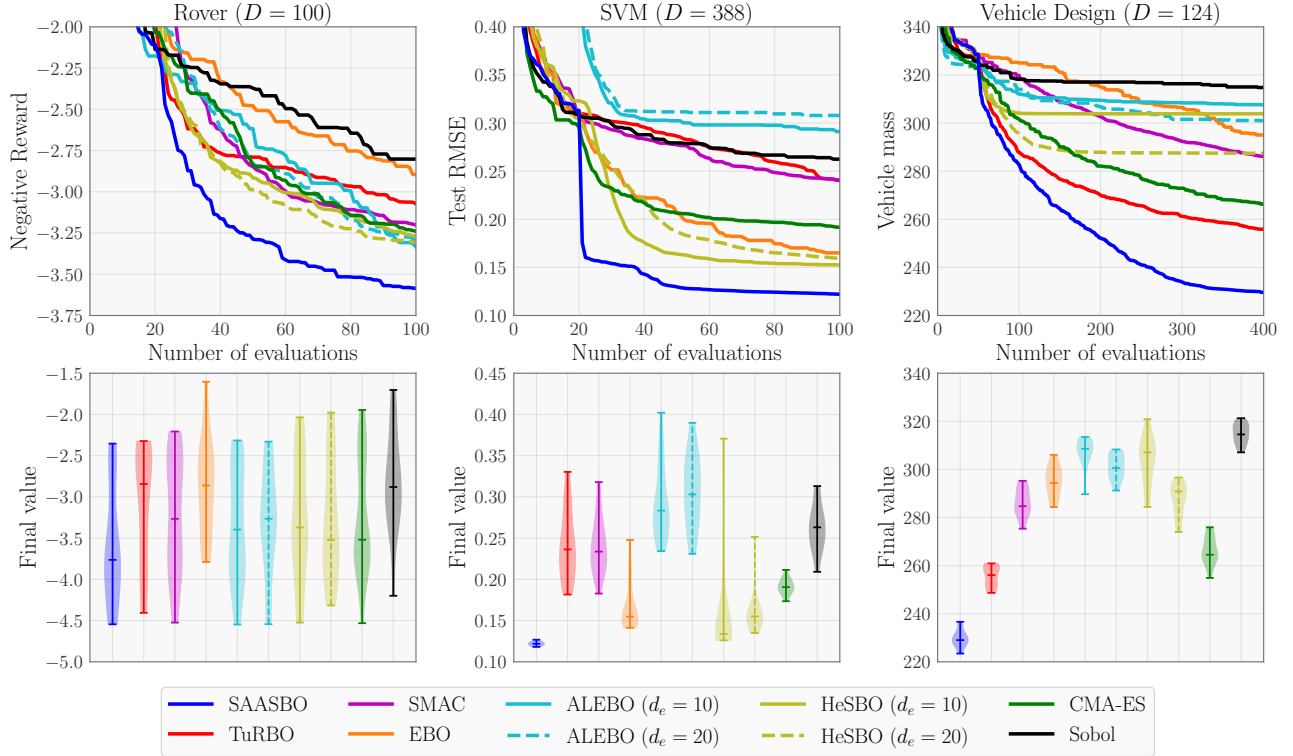 Rover (D = 100)
SVM (D = 388)
Vehicle Design (D = 124)
Negative Reward
−2.00
−2.25
−2.50
−2.75
−3.00
−3.25
−3.50
−3.75
0 20 40 60 80 100
Number of evaluations
Test RMSE
0.40
0.35
0.30
0.25
0.20
0.15
0.10
0 20 40 60 80 100
Number of evaluations
Vehicle mass
340
320
300
280
260
240
220
0 100 200 300 400
Number of evaluations
Final value
−1.5
−2.0
−2.5
−3.0
−3.5
−4.0
−4.5
−5.0
Final value
0.45
0.40
0.35
0.30
0.25
0.20
0.15
0.10
Final value
340
320
300
280
260
240
220
SAASBO SMAC ALEBO (d_e = 10) HeSBO (d_e = 10) CMA-ES
TuRBO EBO ALEBO (d_e = 20) HeSBO (d_e = 20) Sobol